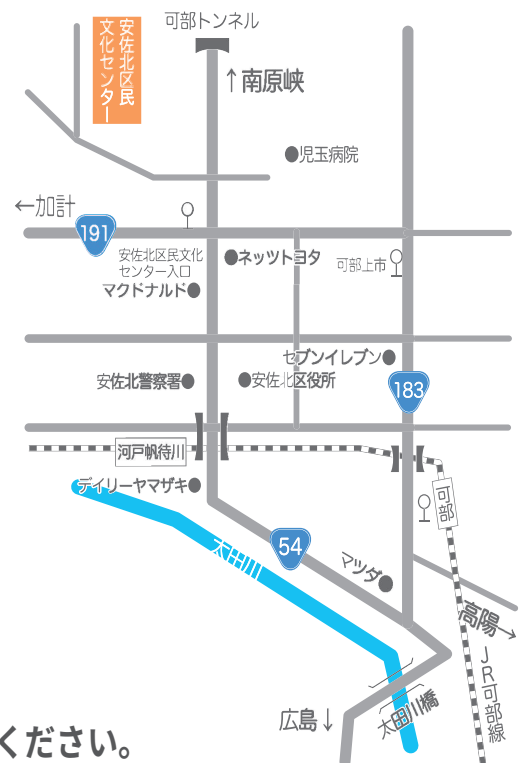 可部トンネル
安佐北区民
文化センター
↑南原峡
児玉病院
←加計
191
安佐北区民文化
センター入口
ネッツトヨタ
可部上市
マクドナルド
セブンイレブン
安佐北警察署
安佐北区役所
183
河戸帆待川
デイリーヤマザキ
可部
54
太田川
マツダ
高陽→
JR可部線
広島↓
太田川橋
ください。